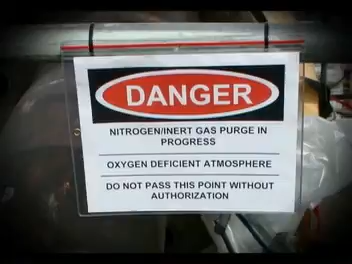 DANGER
NITROGEN/INERT GAS PURGE IN
PROGRESS
OXYGEN DEFICIENT ATMOSPHERE
DO NOT PASS THIS POINT WITHOUT
AUTHORIZATION